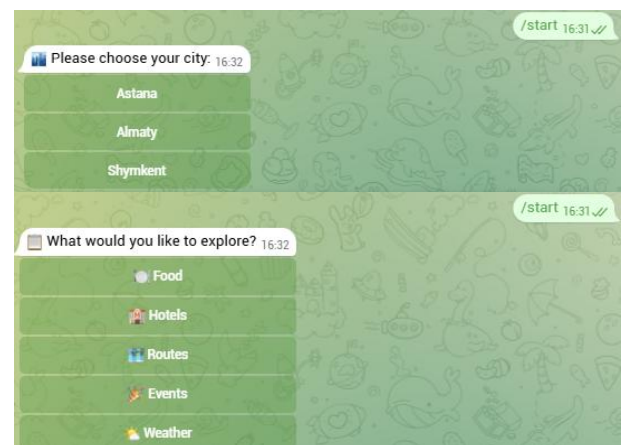 /start 16:31
🏙️ Please choose your city: 16:32
Astana
Almaty
Shymkent
/start 16:31
📋 What would you like to explore? 16:32
🍽️ Food
🏨 Hotels
🗺️ Routes
🎉 Events
🌤️ Weather